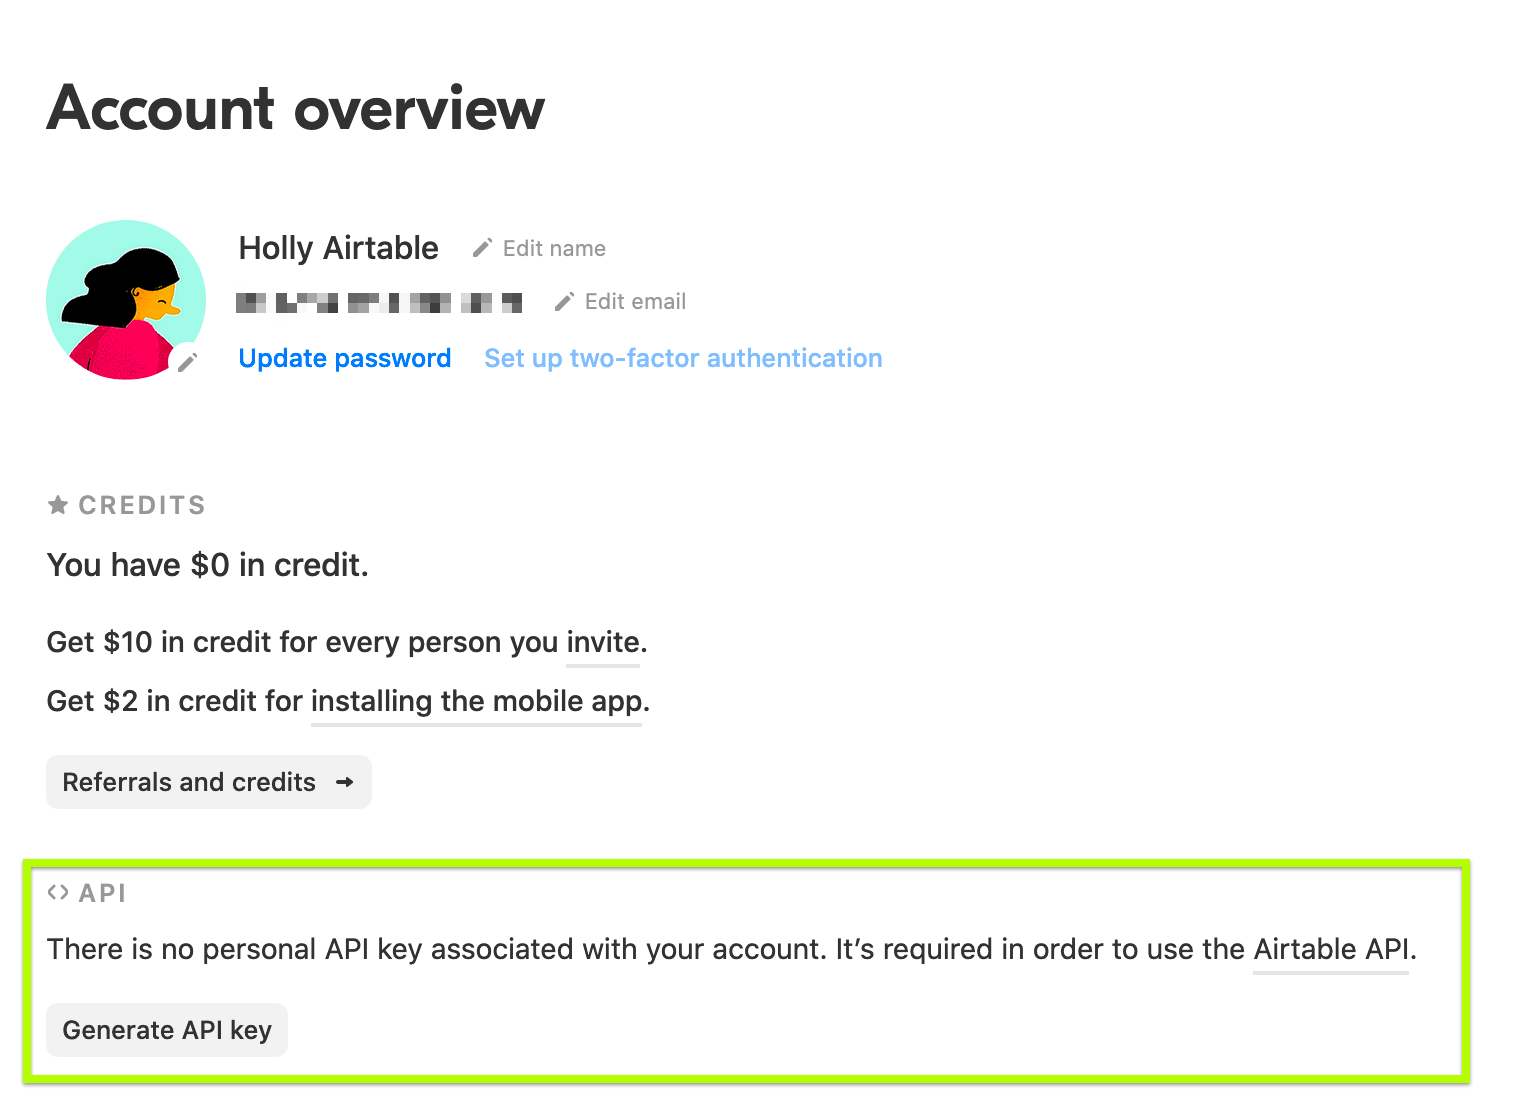 Account overview
Holly Airtable Edit name
Edit email
Update password Set up two-factor authentication
CREDITS
You have $0 in credit.
Get $10 in credit for every person you invite.
Get $2 in credit for installing the mobile app.
Referrals and credits
API
There is no personal API key associated with your account. It’s required in order to use the Airtable API.
Generate API key